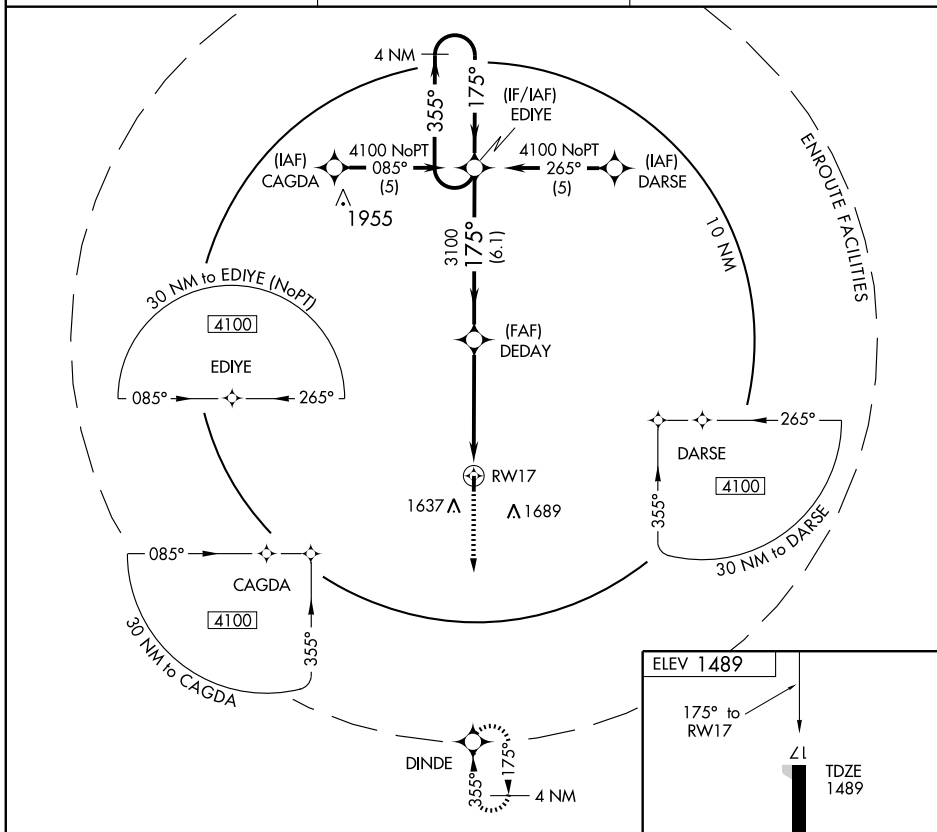 4 NM
355°
175°
(IF/IAF)
EDIYE
ENROUTE FACILITIES
(IAF)
CAGDA
4100 NoPT
085°
(5)
4100 NoPT
265°
(5)
(IAF)
DARSE
1955
3100
175°
(6.1)
10 NM
30 NM to EDIYE (NoPT)
4100
EDIYE
085°
265°
(FAF)
DEDAY
265°
DARSE
4100
355°
30 NM to DARSE
RW17
1637
1689
085°
CAGDA
4100
355°
30 NM to CAGDA
DINDE
355°
175°
4 NM
ELEV 1489
175° to
RW17
17
TDZE
1489